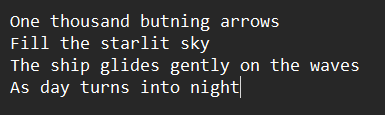 One thousand butning arrows
Fill the starlit sky
The ship glides gently on the waves
As day turns into night